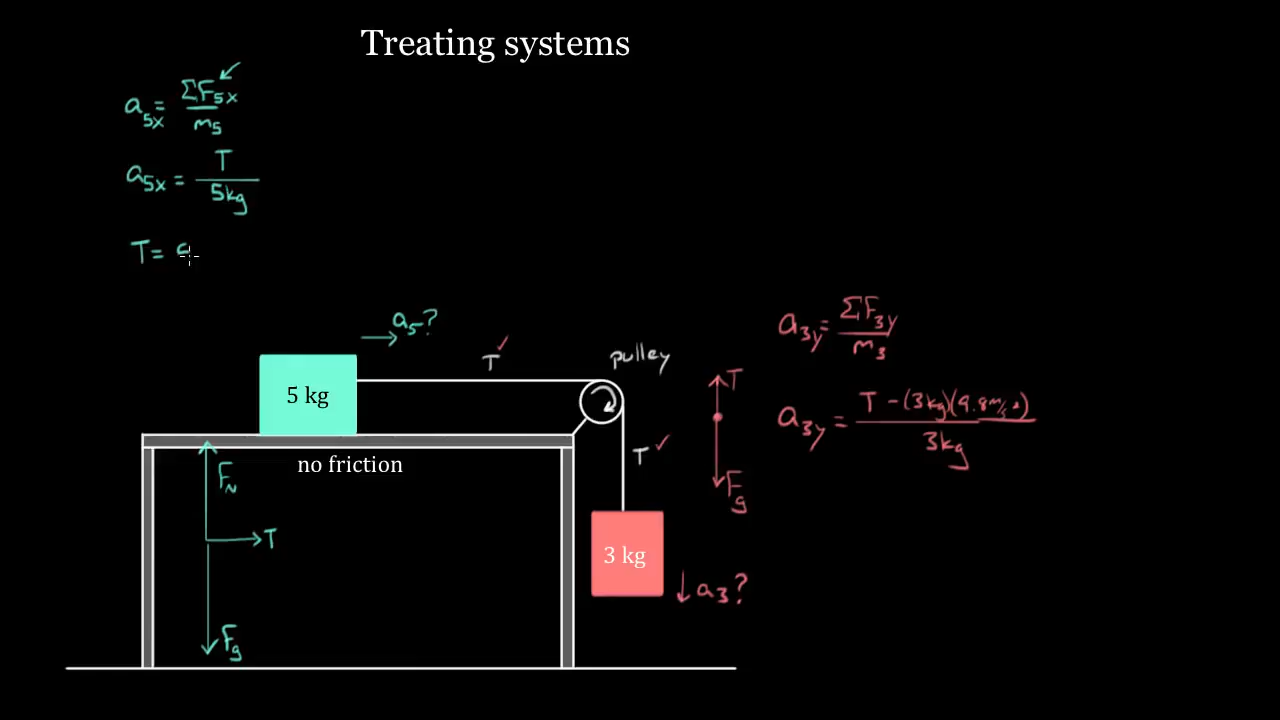 Treating systems
a5x = ΣF5x / m5
a5x = T / 5kg
T =
a5?
T ✓
pulley
5 kg
no friction
FN
T
Fg
T ✓
3 kg
a3?
T
Fg
a3y = ΣF3y / m3
a3y = T - (3kg)(9.8m/s²) / 3kg